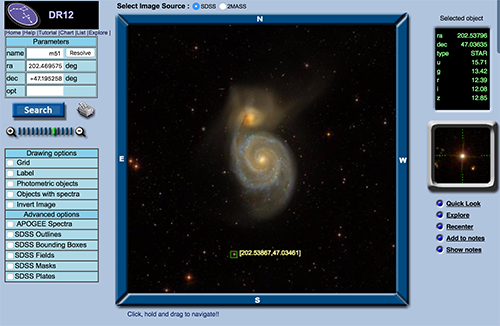 DR12
|Home|Help|Tutorial|Chart|List|Explore|
Parameters
name m51 Resolve
ra 202.469575 deg
dec +47.195258 deg
opt
Search
Drawing options
Grid
Label
Photometric objects
Objects with spectra
Invert Image
Advanced options
APOGEE Spectra
SDSS Outlines
SDSS Bounding Boxes
SDSS Fields
SDSS Masks
SDSS Plates
Select Image Source : SDSS 2MASS
N
E
W
S
[202.53867,47.03461]
Click, hold and drag to navigate!!
Selected object
ra 202.53796
dec 47.03635
type STAR
u 15.71
g 13.42
r 12.39
i 12.08
z 12.85
Quick Look
Explore
Recenter
Add to notes
Show notes